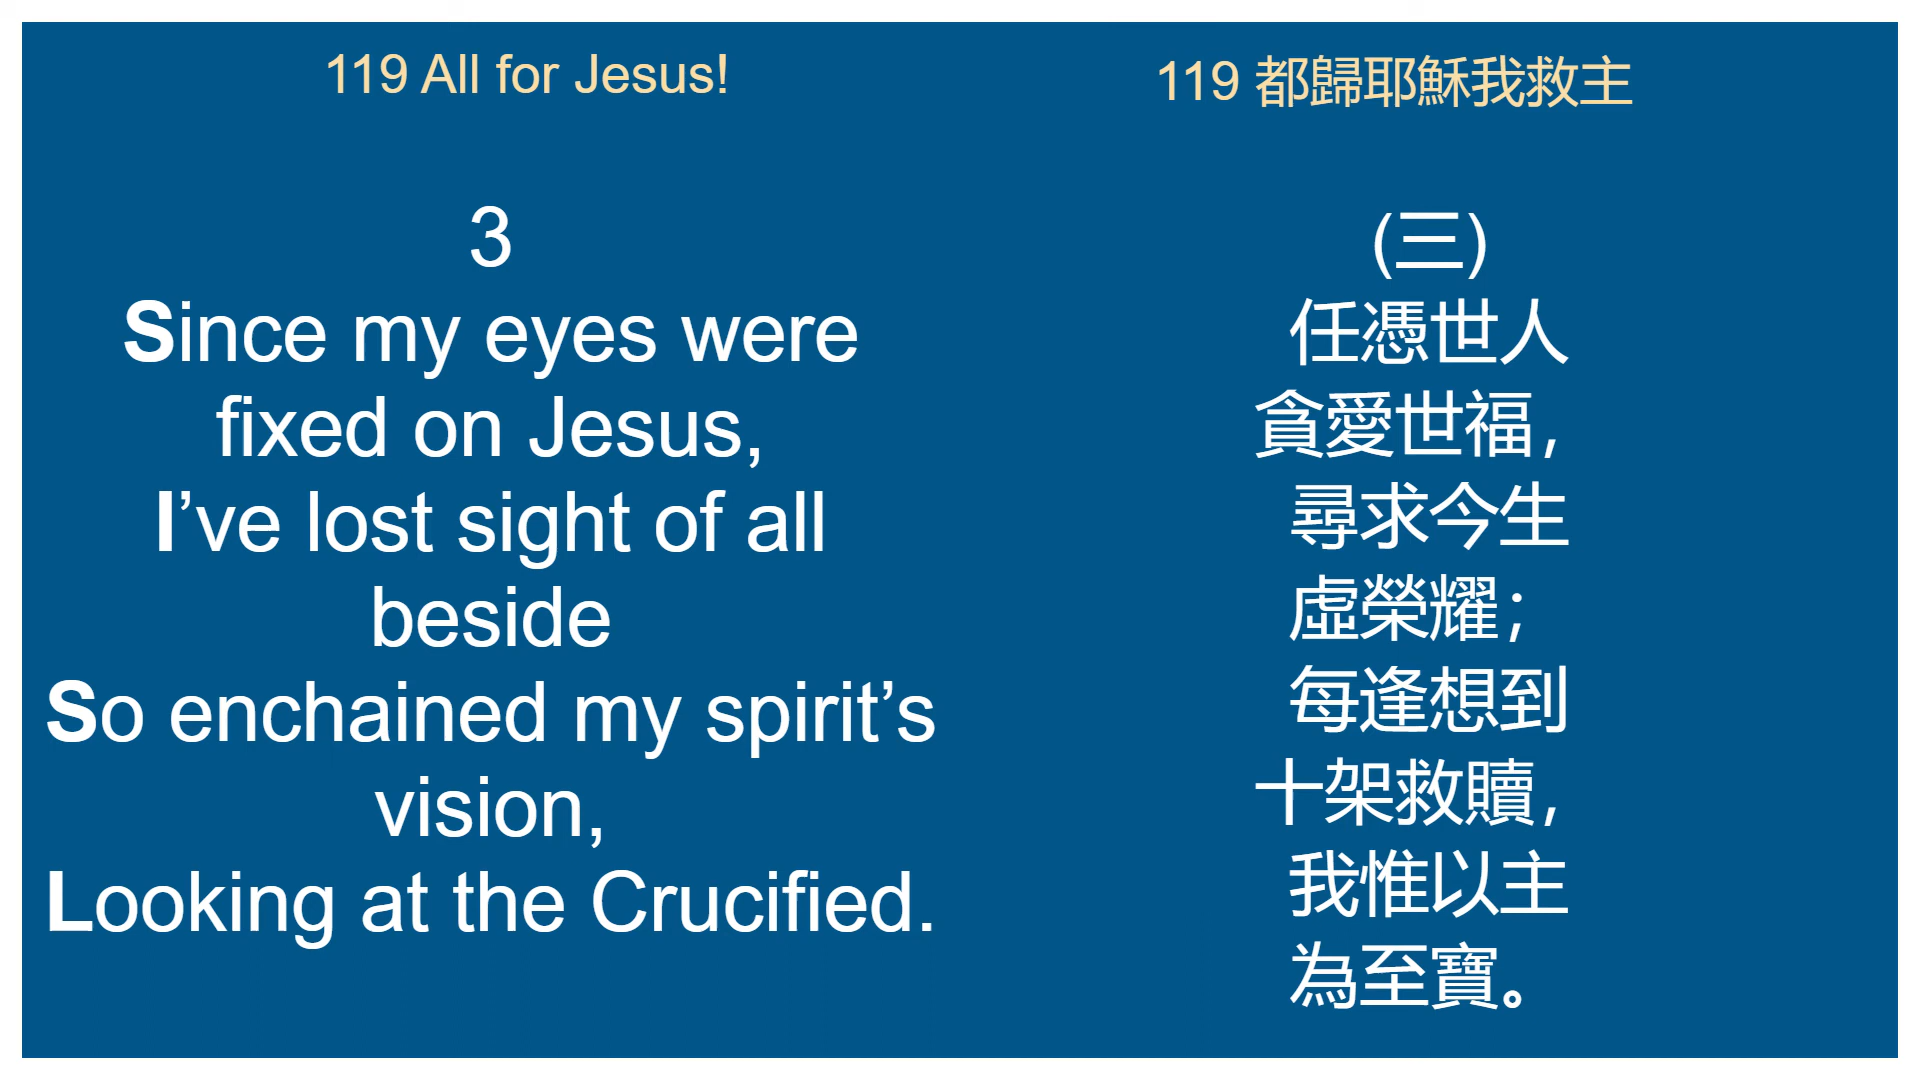 119 All for Jesus!
3
Since my eyes were
fixed on Jesus,
I’ve lost sight of all
beside
So enchained my spirit’s
vision,
Looking at the Crucified.
119 都歸耶穌我救主
(三)
任憑世人
貪愛世福，
尋求今生
虛榮耀；
每逢想到
十架救贖，
我惟以主
為至寶。